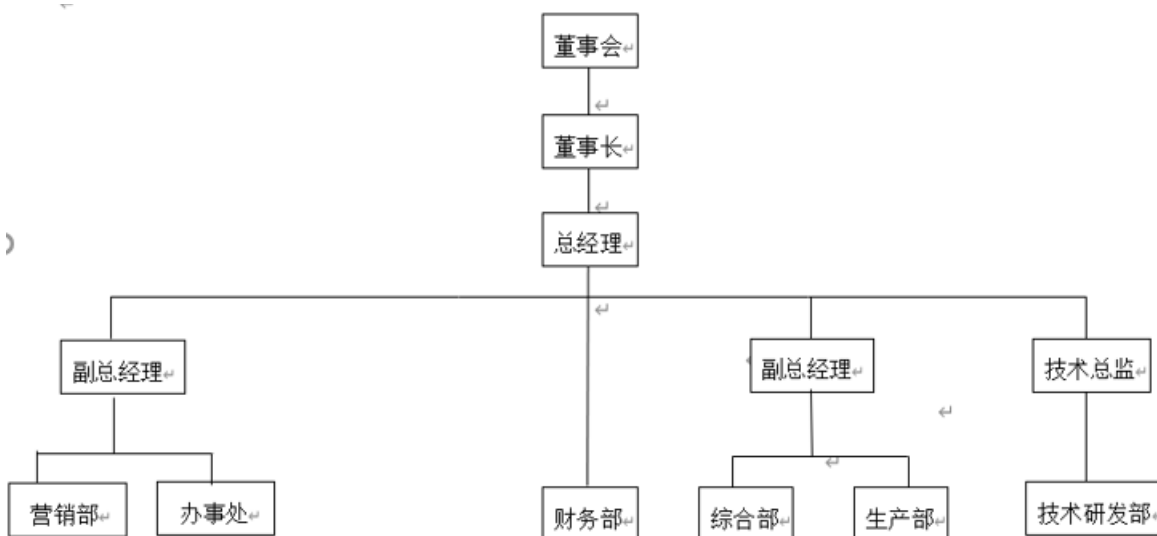 董事会
董事长
总经理
副总经理
副总经理
技术总监
营销部
办事处
财务部
综合部
生产部
技术研发部